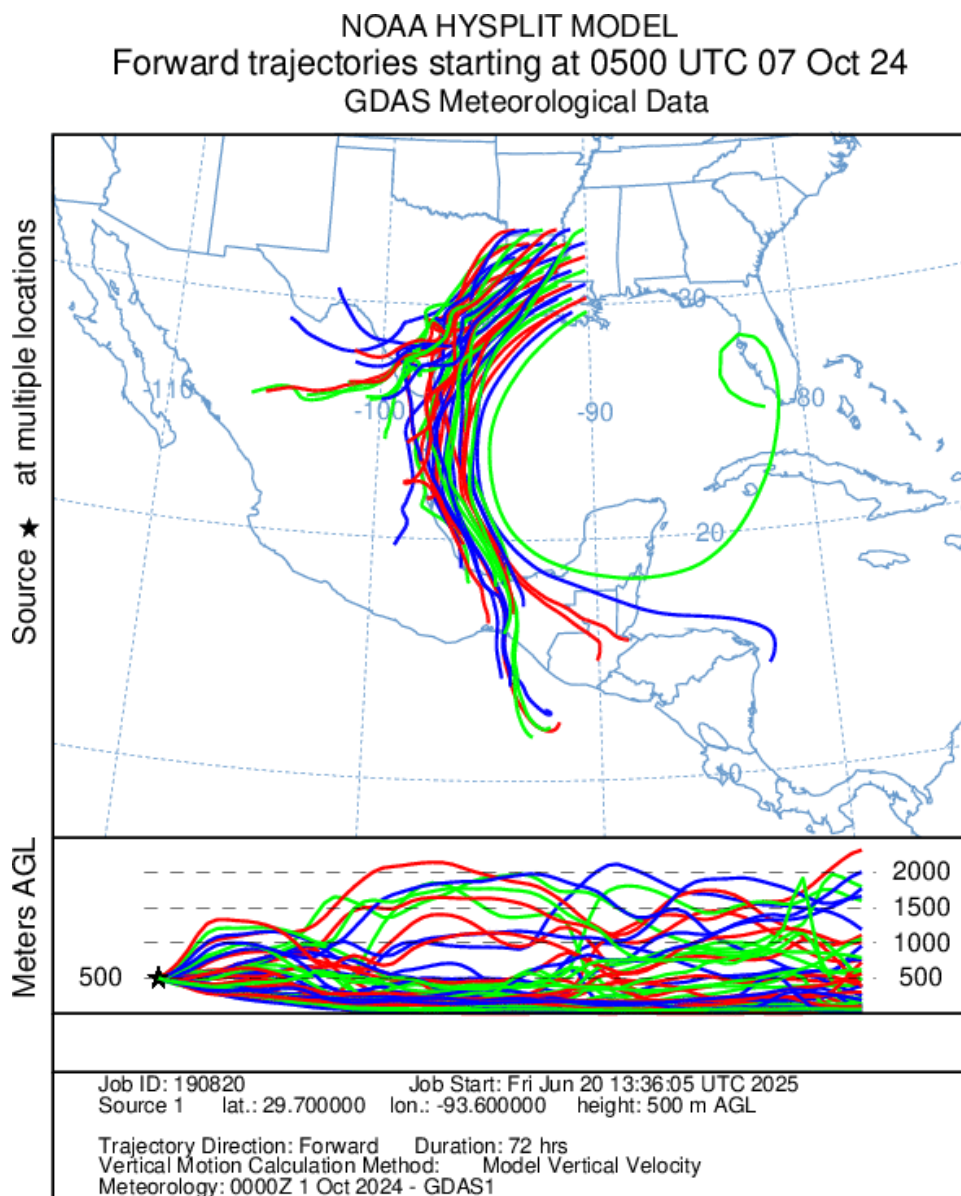 NOAA HYSPLIT MODEL
Forward trajectories starting at 0500 UTC 07 Oct 24
GDAS Meteorological Data
Source ★ at multiple locations
30
-110
-100
-90
-80
20
10
Meters AGL
500
2000
1500
1000
500
Job ID: 190820 Job Start: Fri Jun 20 13:36:05 UTC 2025
Source 1 lat.: 29.700000 lon.: -93.600000 height: 500 m AGL
Trajectory Direction: Forward Duration: 72 hrs
Vertical Motion Calculation Method: Model Vertical Velocity
Meteorology: 0000Z 1 Oct 2024 - GDAS1